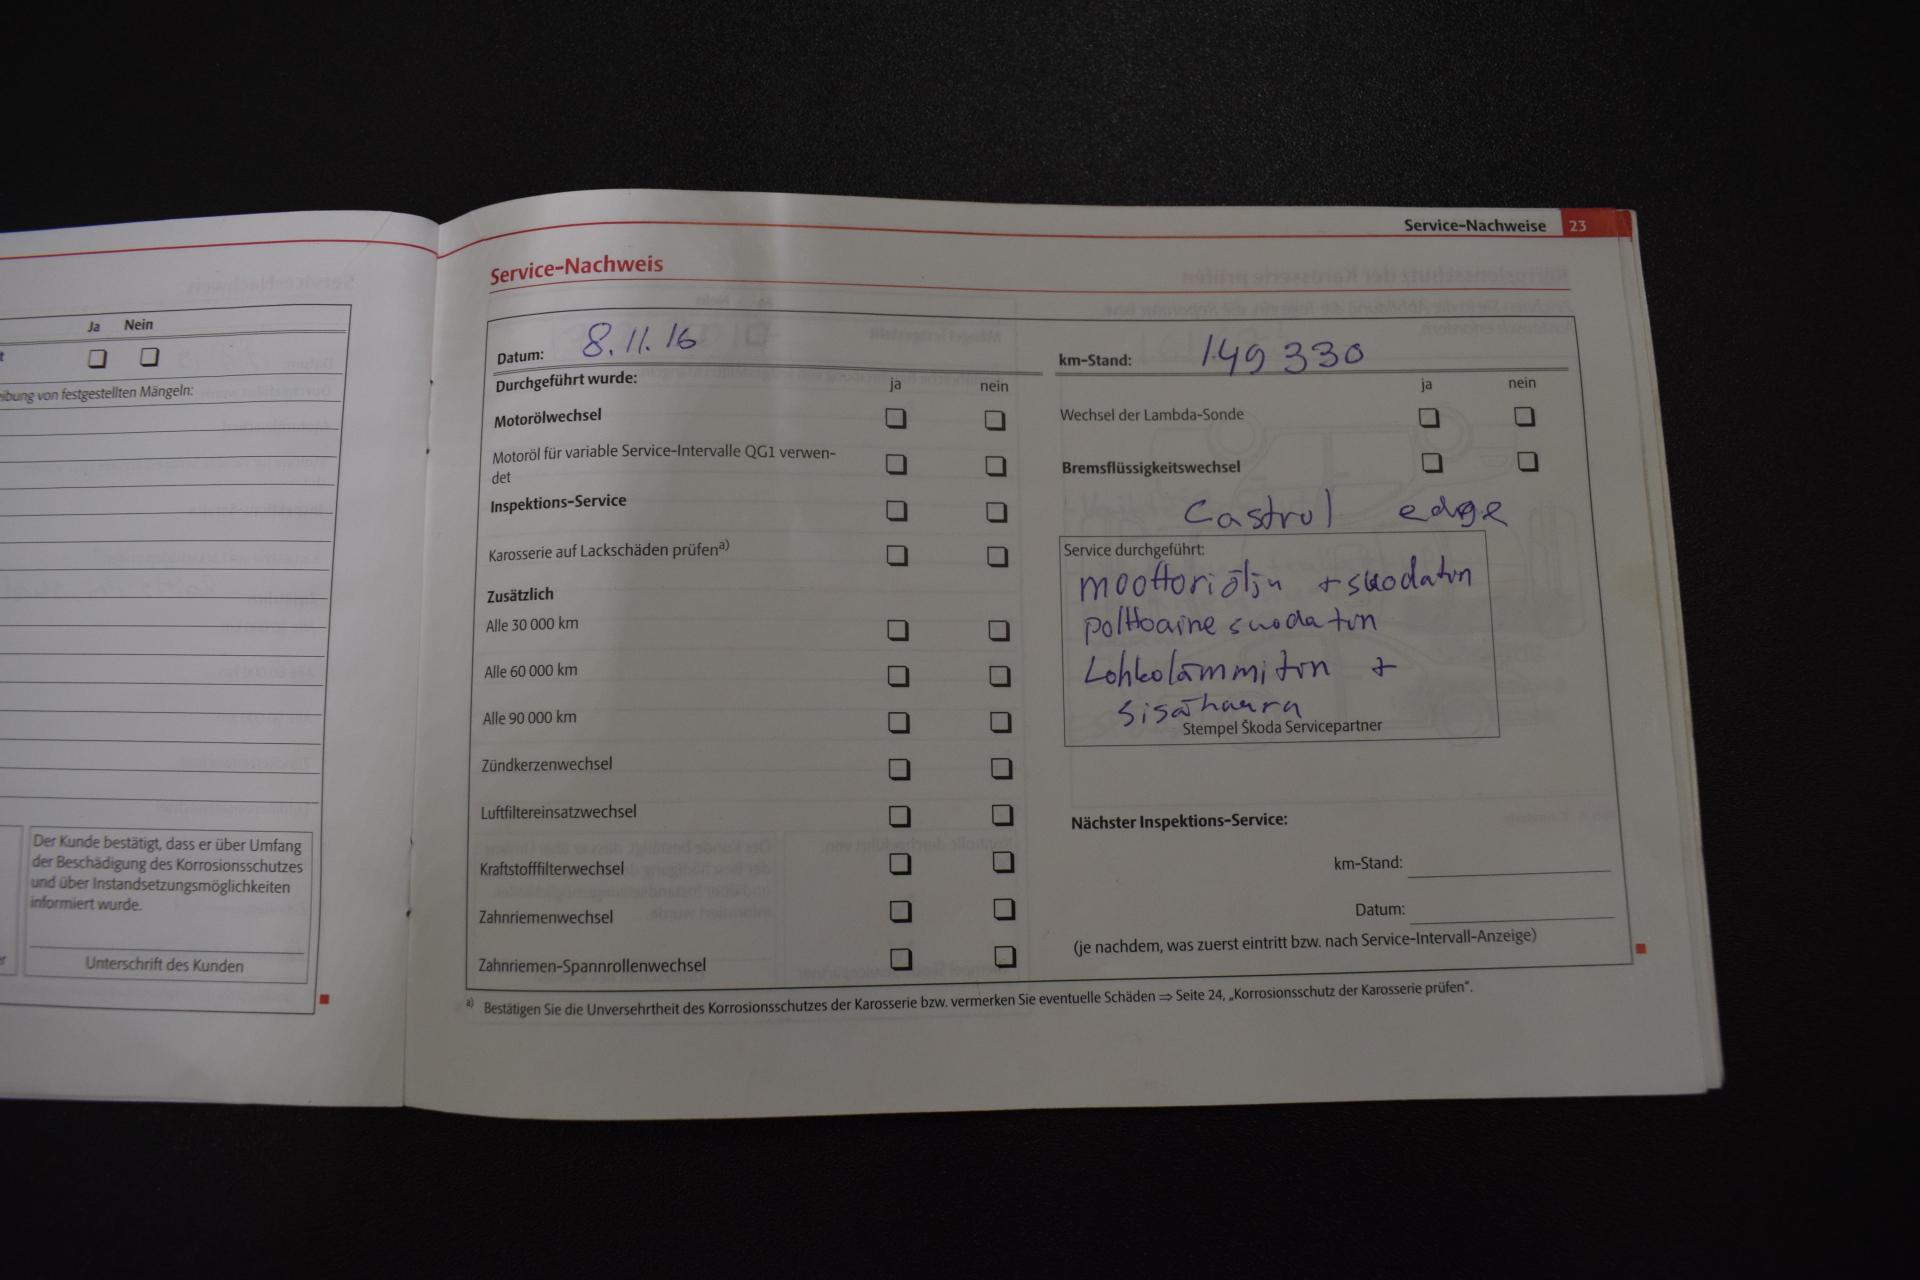 Ja Nein
eibung von festgestellten Mängeln:
Der Kunde bestätigt, dass er über Umfang
der Beschädigung des Korrosionsschutzes
und über Instandsetzungsmöglichkeiten
informiert wurde.
Unterschrift des Kunden
Service-Nachweise 23
Service-Nachweis
Datum: 8.11.16
Durchgeführt wurde: ja nein
Motorölwechsel
Motoröl für variable Service-Intervalle QG1 verwen-
det
Inspektions-Service
Karosserie auf Lackschäden prüfen a)
Zusätzlich
Alle 30 000 km
Alle 60 000 km
Alle 90 000 km
Zündkerzenwechsel
Luftfiltereinsatzwechsel
Kraftstofffilterwechsel
Zahnriemenwechsel
Zahnriemen-Spannrollenwechsel
km-Stand: 149 330
ja nein
Wechsel der Lambda-Sonde
Bremsflüssigkeitswechsel
Castrol edge
Service durchgeführt:
moottoriöljy + suodatin
polttoaine suodatin
Lohkolämmitin +
sisähaara
Stempel Škoda Servicepartner
Nächster Inspektions-Service:
km-Stand:
Datum:
(je nachdem, was zuerst eintritt bzw. nach Service-Intervall-Anzeige)
a) Bestätigen Sie die Unversehrtheit des Korrosionsschutzes der Karosserie bzw. vermerken Sie eventuelle Schäden ⇒ Seite 24, „Korrosionsschutz der Karosserie prüfen“.